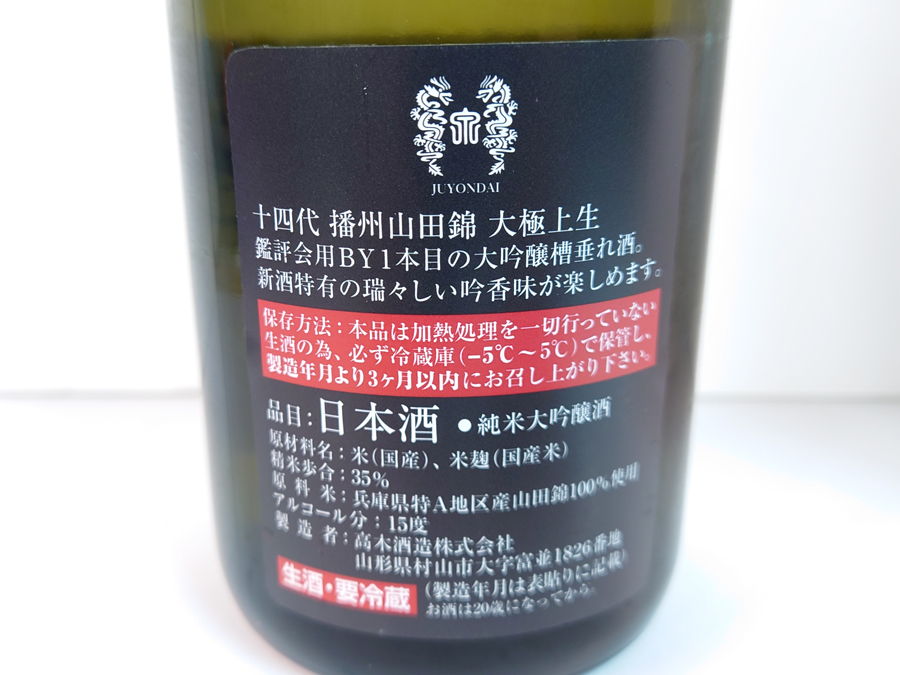 JUYONDAI
十四代 播州山田錦 大極上生
鑑評会用BY1本目の大吟醸槽垂れ酒。
新酒特有の瑞々しい吟香味が楽しめます。
保存方法：本品は加熱処理を一切行っていない
生酒の為、必ず冷蔵庫(−5℃～5℃)で保管し、
製造年月より3ヶ月以内にお召し上がり下さい。
品目：日本酒 ●純米大吟醸酒
原材料名：米(国産)、米麹(国産米)
精米歩合：35%
原料米：兵庫県特A地区産山田錦100%使用
アルコール分：15度
製造者：高木酒造株式会社
山形県村山市大字富並1826番地
(製造年月は表貼りに記載)
生酒・要冷蔵
お酒は20歳になってから。